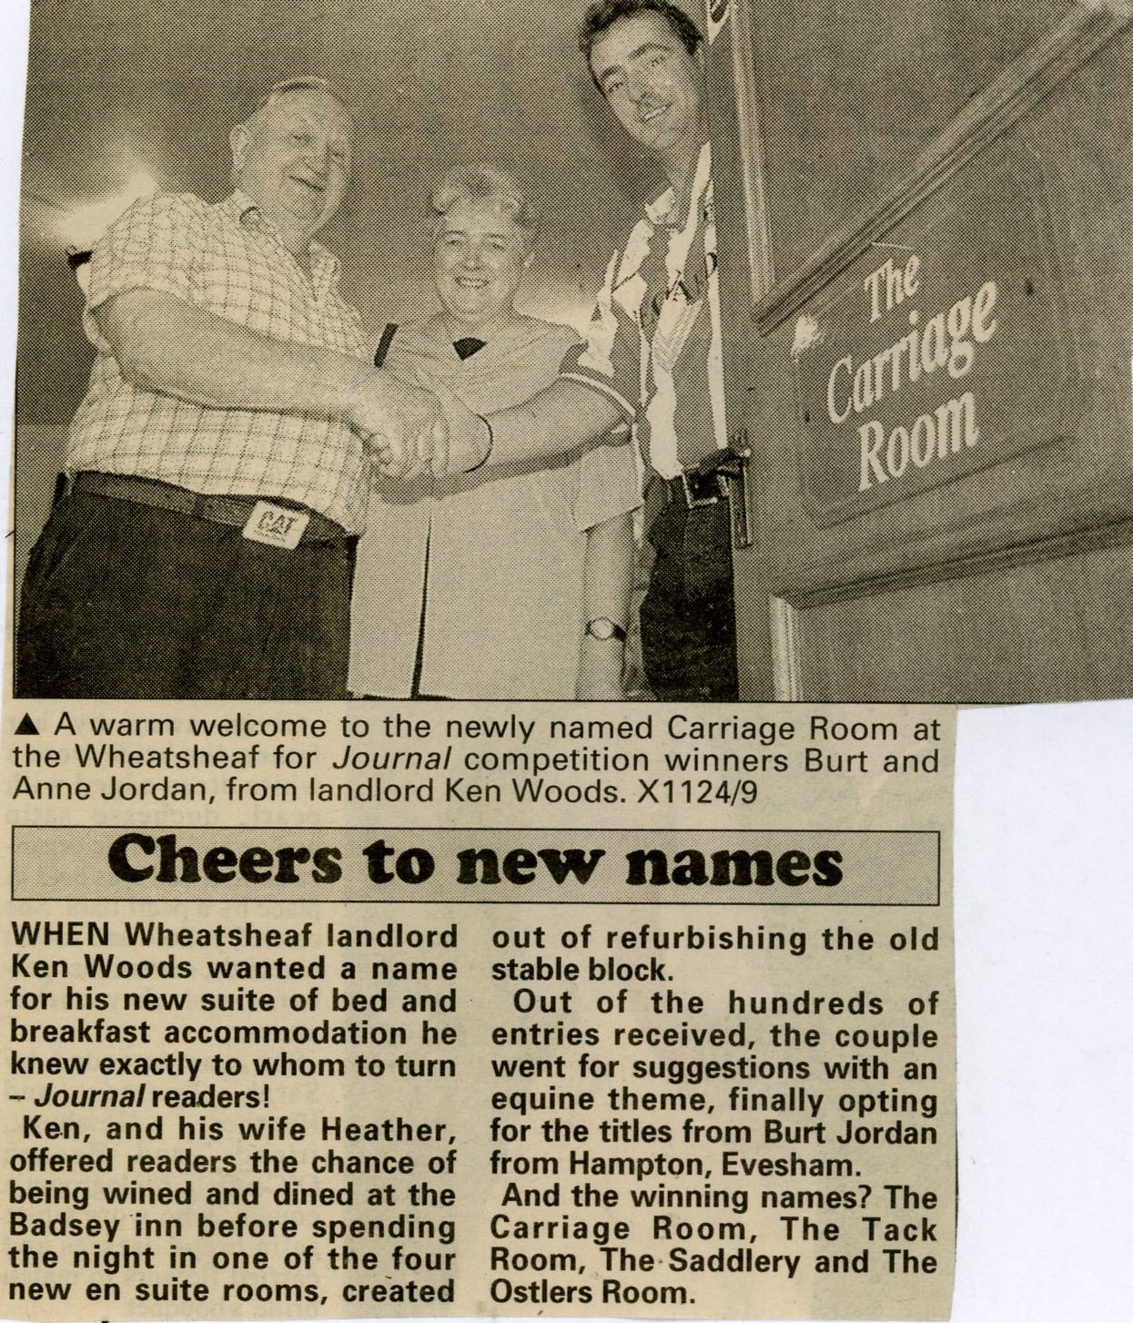 The
Carriage
Room
CAT
▲ A warm welcome to the newly named Carriage Room at
the Wheatsheaf for Journal competition winners Burt and
Anne Jordan, from landlord Ken Woods. X1124/9
Cheers to new names
WHEN Wheatsheaf landlord
Ken Woods wanted a name
for his new suite of bed and
breakfast accommodation he
knew exactly to whom to turn
– Journal readers!
Ken, and his wife Heather,
offered readers the chance of
being wined and dined at the
Badsey inn before spending
the night in one of the four
new en suite rooms, created
out of refurbishing the old
stable block.
Out of the hundreds of
entries received, the couple
went for suggestions with an
equine theme, finally opting
for the titles from Burt Jordan
from Hampton, Evesham.
And the winning names? The
Carriage Room, The Tack
Room, The Saddlery and The
Ostlers Room.